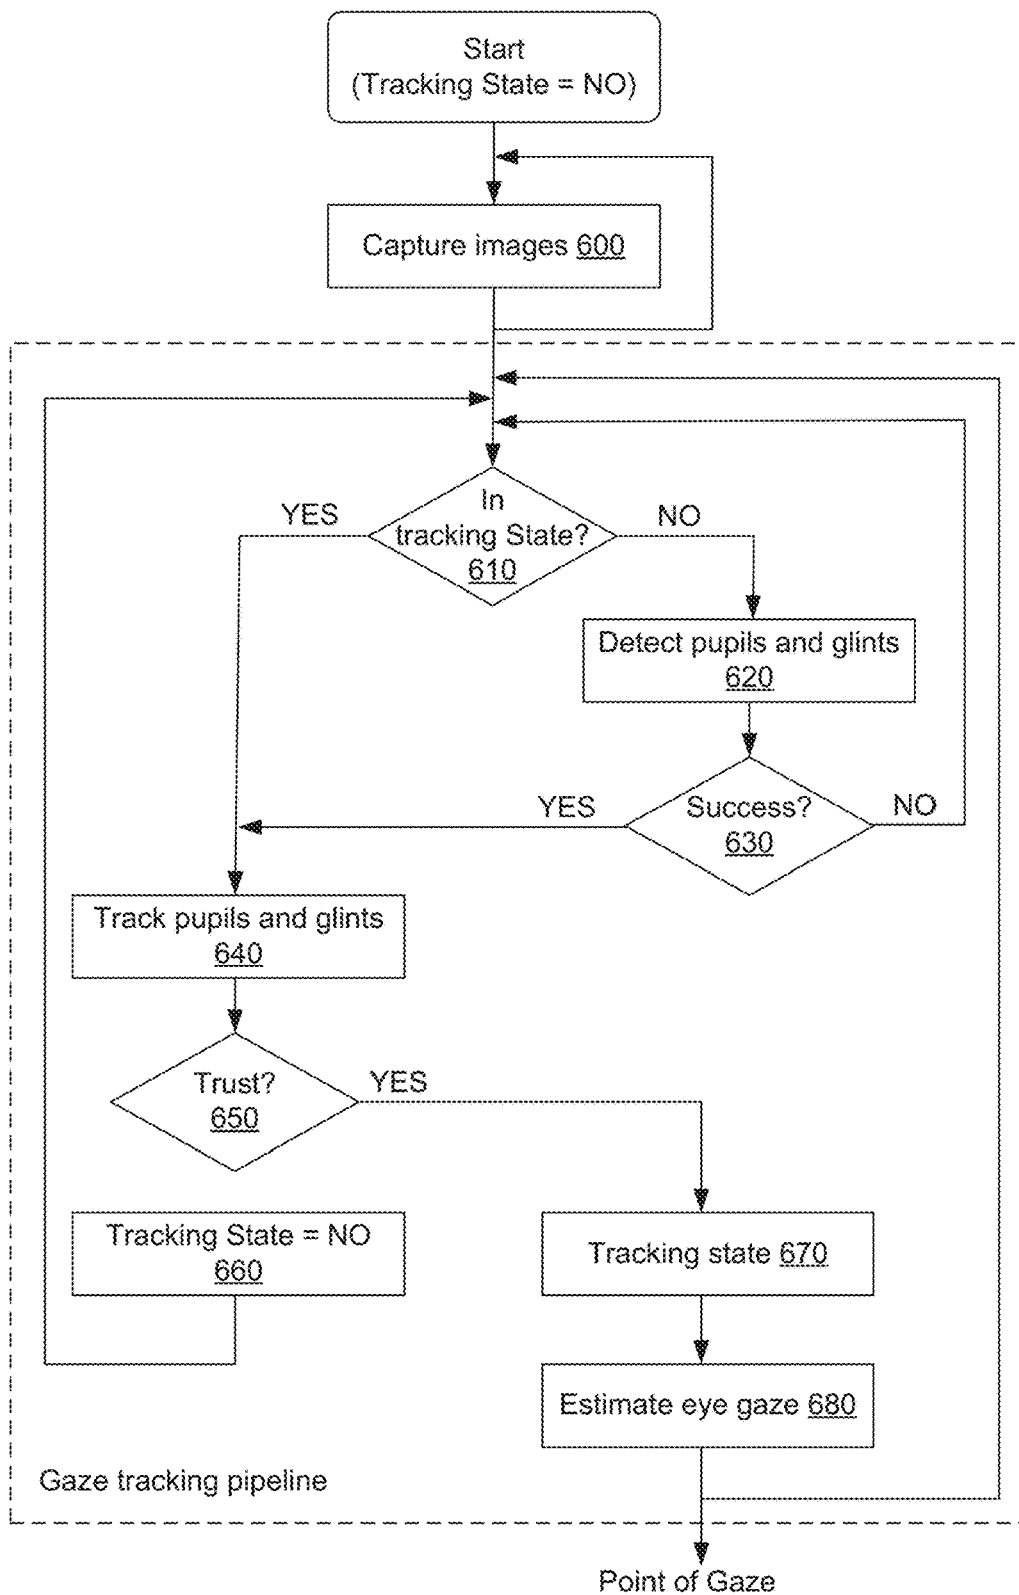 Start
(Tracking State = NO)
Capture images 600
In
tracking State?
610
YES
NO
Detect pupils and glints
620
Success?
630
YES
NO
Track pupils and glints
640
Trust?
650
YES
Tracking State = NO
660
Tracking state 670
Estimate eye gaze 680
Gaze tracking pipeline
Point of Gaze